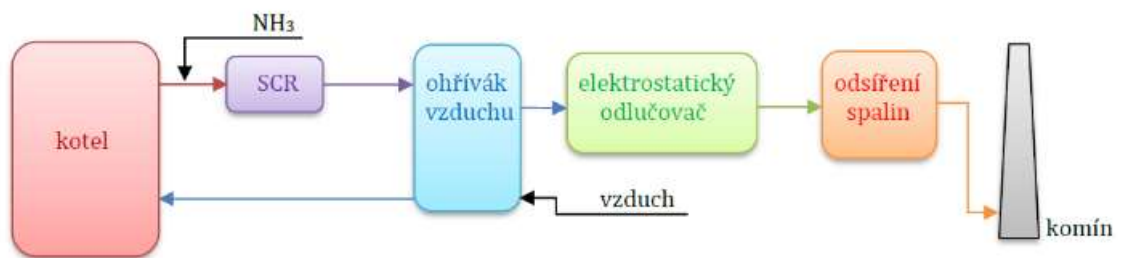 NH₃
kotel
SCR
ohřívák
vzduchu
elektrostatický
odlučovač
odsíření
spalin
vzduch
komín